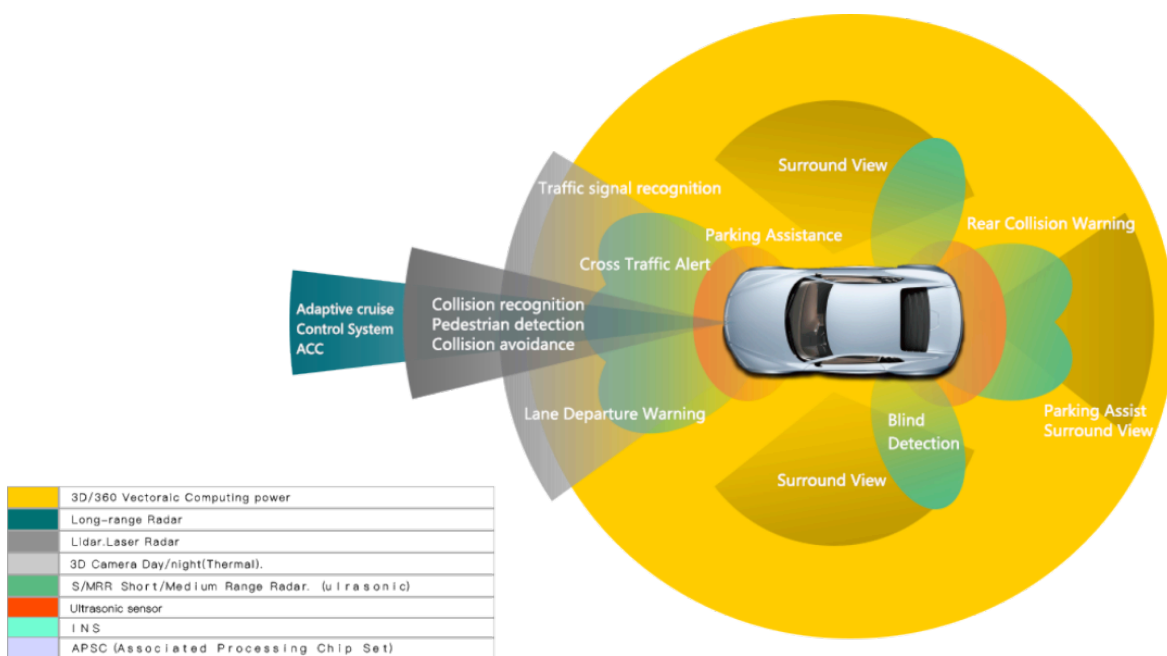 Surround View
Traffic signal recognition
Rear Collision Warning
Parking Assistance
Cross Traffic Alert
Adaptive cruise
Control System
ACC
Collision recognition
Pedestrian detection
Collision avoidance
Lane Departure Warning
Blind
Detection
Parking Assist
Surround View
Surround View
3D/360 Vectoraic Computing power
Long-range Radar
Lidar.Laser Radar
3D Camera Day/night(Thermal).
S/MRR Short/Medium Range Radar. (ulrasonic)
Ultrasonic sensor
INS
APSC (Associated Processing Chip Set)